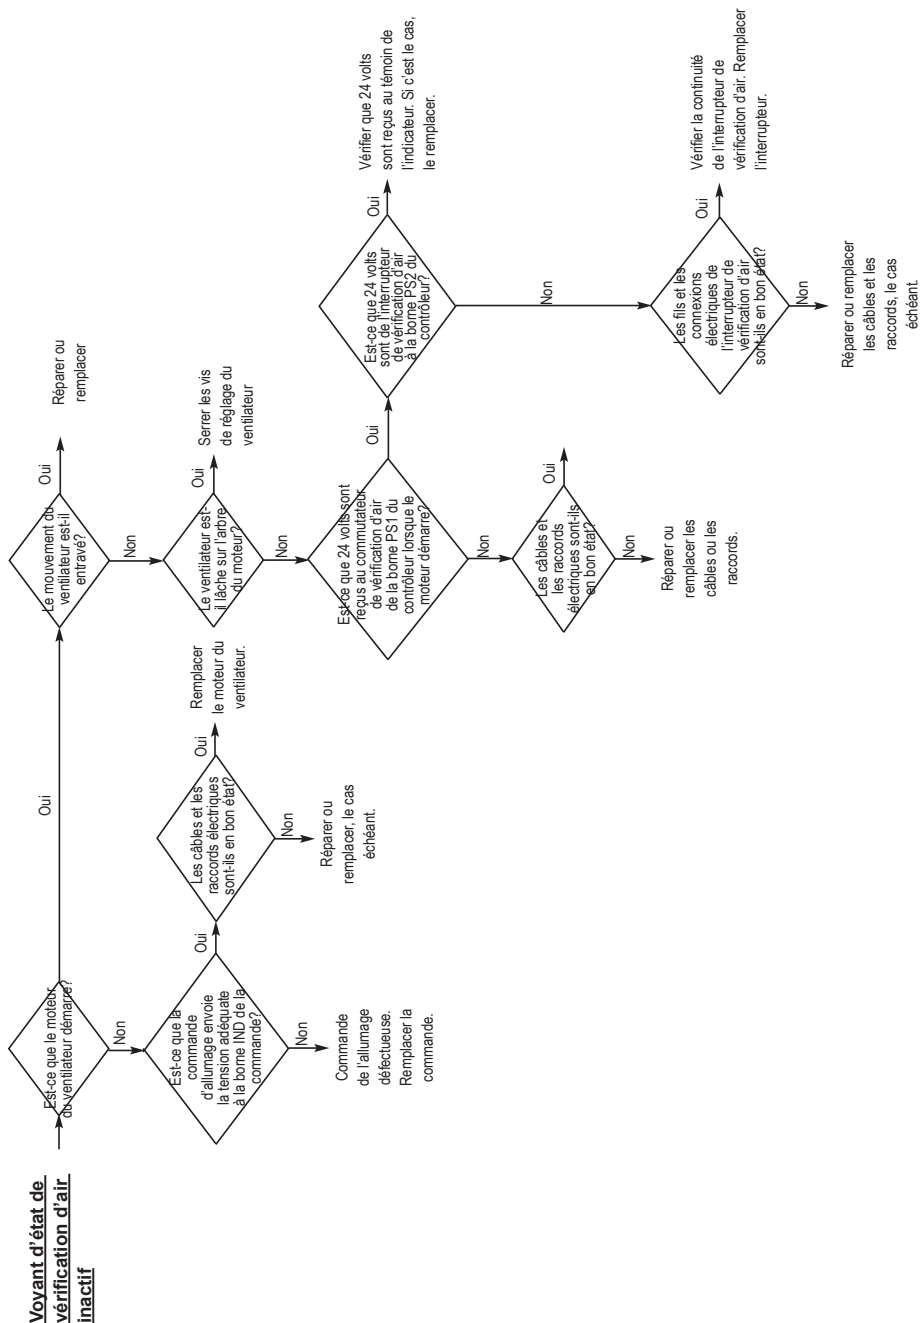 Voyant d'état de
vérification d'air
inactif
Est-ce que le moteur
du ventilateur démarre?
Oui
Non
Le mouvement du
ventilateur est-il
entravé?
Oui
Réparer ou
remplacer
Non
Est-ce que la
commande
d'allumage envoie
la tension adéquate
à la borne IND de la
commande?
Oui
Non
Commande
de l'allumage
défectueuse.
Remplacer la
commande.
Les câbles et les
raccords électriques
sont-ils en bon état?
Oui
Remplacer
le moteur du
ventilateur.
Non
Réparer ou
remplacer, le cas
échéant.
Le ventilateur est-
il lâche sur l'arbre
du moteur?
Oui
Serrer les vis
de réglage du
ventilateur
Non
Est-ce que 24 volts sont
reçus au commutateur
de vérification d'air
de la borne PS1 du
contrôleur lorsque le
moteur démarre?
Oui
Non
Les câbles et
les raccords
électriques sont-ils
en bon état?
Oui
Non
Réparer ou
remplacer les
câbles ou les
raccords.
Est-ce que 24 volts
sont de l'interrupteur
de vérification d'air
à la borne PS2 du
contrôleur?
Oui
Vérifier que 24 volts
sont reçus au témoin de
l'indicateur. Si c'est le cas,
le remplacer.
Non
Les fils et les
connexions
électriques de
l'interrupteur de
vérification d'air
sont-ils en bon état?
Oui
Vérifier la continuité
de l'interrupteur de
vérification d'air. Remplacer
l'interrupteur.
Non
Réparer ou remplacer
les câbles et les
raccords, le cas
échéant.